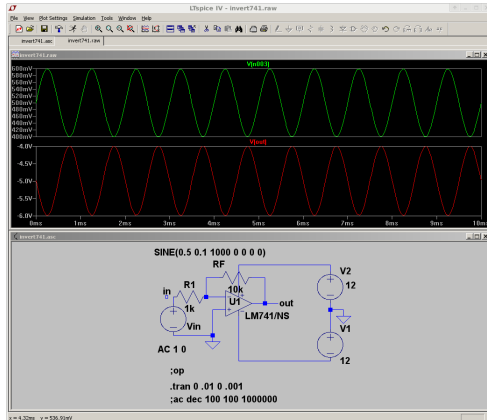 LTspice IV - invert741.raw
File View Plot Settings Simulation Tools Window Help
invert741.asc invert741.raw
invert741.raw
V(n003)
600mV
580mV
560mV
540mV
520mV
500mV
480mV
460mV
440mV
420mV
400mV
V(out)
-4.0V
-4.5V
-5.0V
-5.5V
-6.0V
0ms 1ms 2ms 3ms 4ms 5ms 6ms 7ms 8ms 9ms 10ms
invert741.asc
SINE(0.5 0.1 1000 0 0 0 0)
RF
V2
in R1 10k 12
1k U1 out
LM741/NS
Vin V1
AC 1 0
12
;op
.tran 0 .01 0 .001
;ac dec 100 100 1000000
x = 4.32ms y = 536.91mV